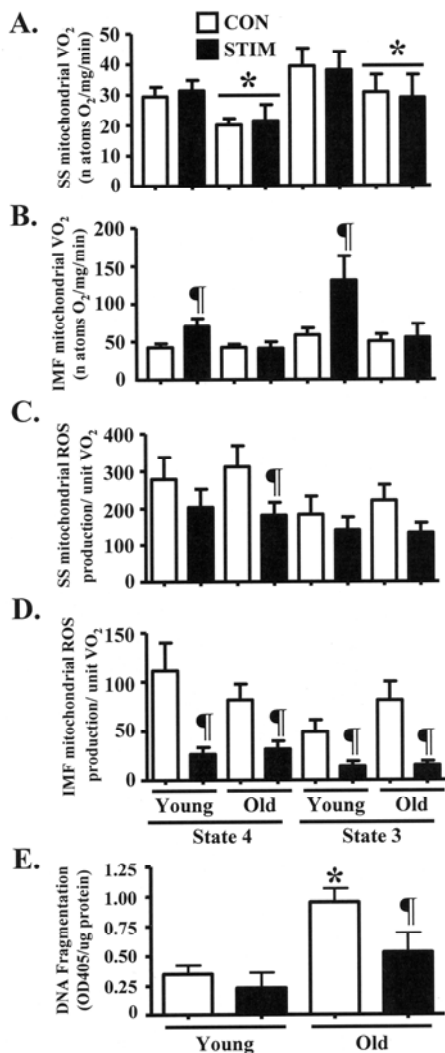 A.
CON
STIM
SS mitochondrial VO2
(n atoms O2/mg/min)
50
40
30
20
10
0
*
*
B.
IMF mitochondrial VO2
(n atoms O2/mg/min)
200
150
100
50
0
¶
¶
C.
SS mitochondrial ROS
production/ unit VO2
400
300
200
100
0
¶
D.
IMF mitochondrial ROS
production/ unit VO2
150
100
50
0
¶
¶
¶
¶
Young Old Young Old
State 4 State 3
E.
DNA Fragmentation
(OD405/ug protein)
1.25
1.00
0.75
0.50
0.25
0
*
¶
Young Old